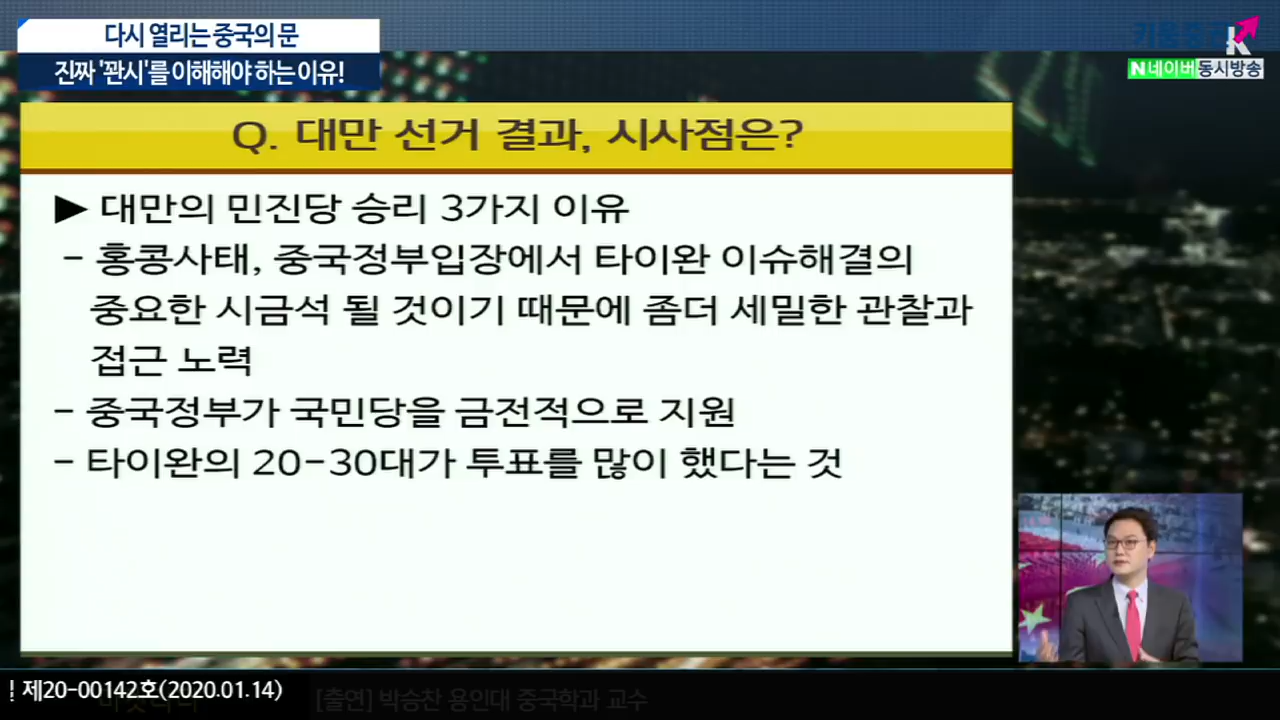 다시 열리는 중국의 문
진짜 '꽌시'를 이해해야 하는 이유!
키움증권
N 네이버 동시방송
Q. 대만 선거 결과, 시사점은?
▶ 대만의 민진당 승리 3가지 이유
- 홍콩사태, 중국정부입장에서 타이완 이슈해결의
중요한 시금석 될 것이기 때문에 좀더 세밀한 관찰과
접근 노력
- 중국정부가 국민당을 금전적으로 지원
- 타이완의 20-30대가 투표를 많이 했다는 것
! 제20-00142호(2020.01.14)
[출연] 박승찬 용인대 중국학과 교수